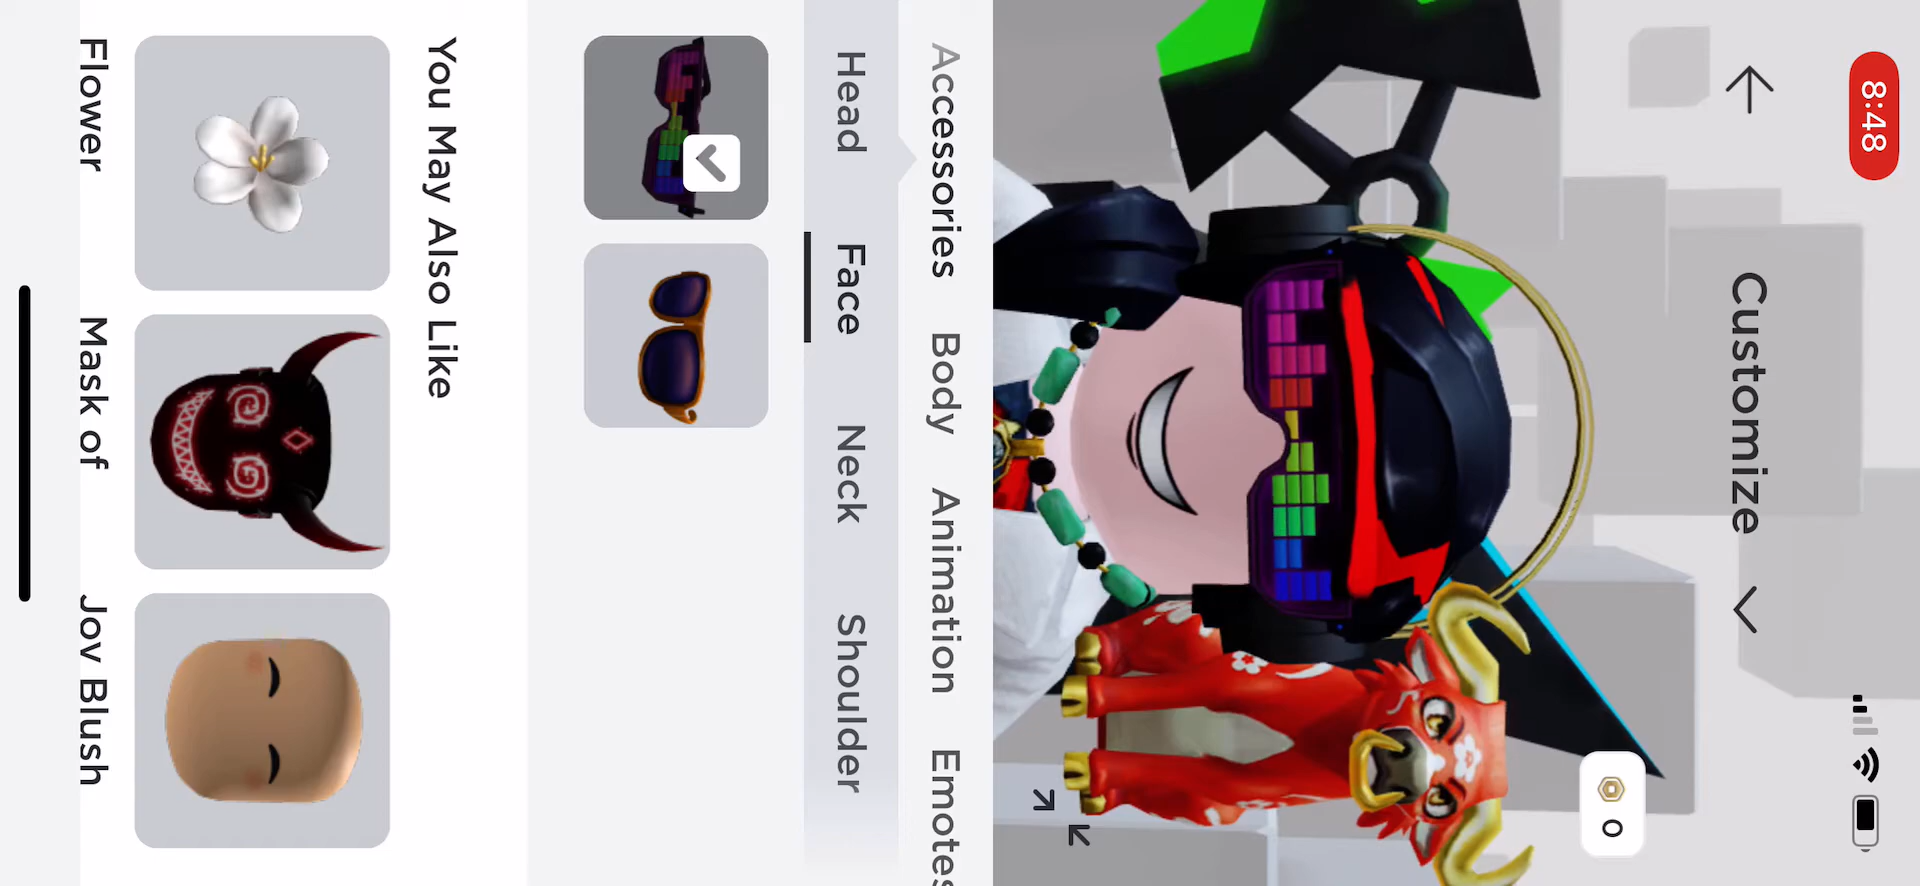 8:48
Customize
0
Accessories Body Animation Emotes
Head Face Neck Shoulder
You May Also Like
Flower Mask of Joy Blush